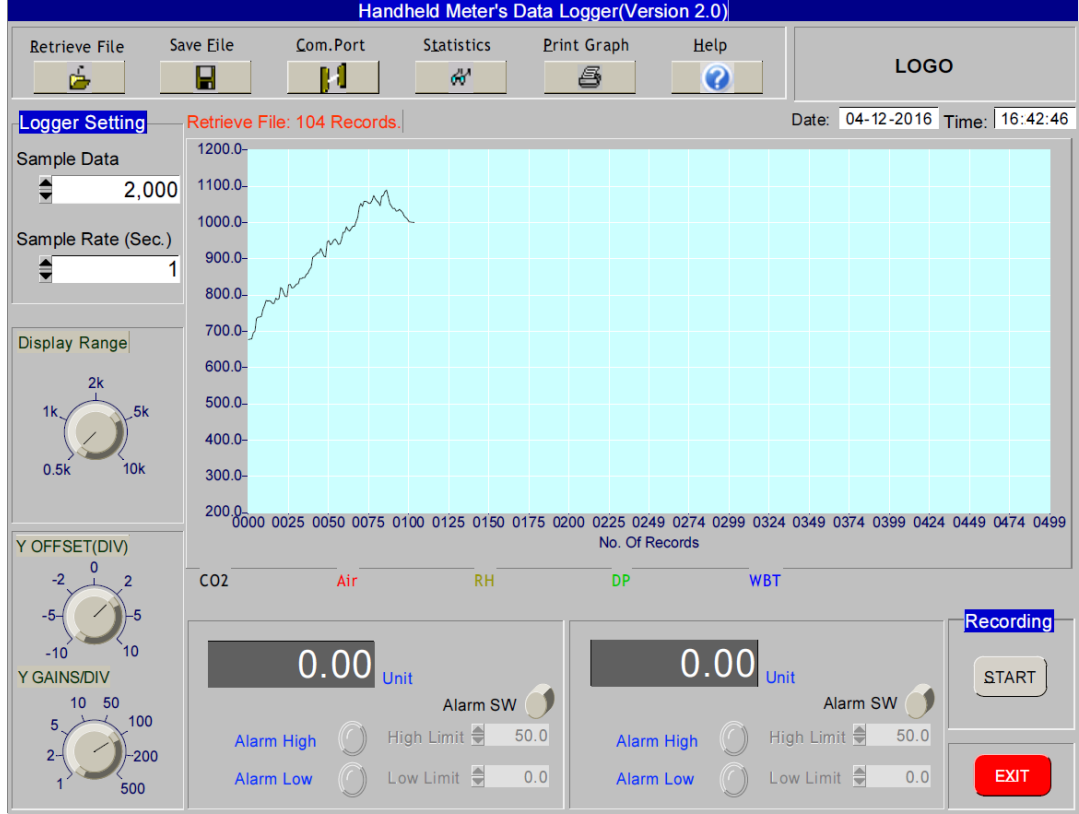 Handheld Meter's Data Logger(Version 2.0)
Retrieve File Save File Com.Port Statistics Print Graph Help
LOGO
Logger Setting
Retrieve File: 104 Records.
Date: 04-12-2016 Time: 16:42:46
Sample Data
2,000
Sample Rate (Sec.)
1
1200.0
1100.0
1000.0
900.0
800.0
700.0
600.0
500.0
400.0
300.0
200.0
0000 0025 0050 0075 0100 0125 0150 0175 0200 0225 0249 0274 0299 0324 0349 0374 0399 0424 0449 0474 0499
No. Of Records
Display Range
2k
1k 5k
0.5k 10k
Y OFFSET(DIV)
0
-2 2
-5 5
-10 10
Y GAINS/DIV
10 50
5 100
2 200
1 500
CO2 Air RH DP WBT
0.00 Unit
Alarm SW
Alarm High High Limit 50.0
Alarm Low Low Limit 0.0
0.00 Unit
Alarm SW
Alarm High High Limit 50.0
Alarm Low Low Limit 0.0
Recording
START
EXIT